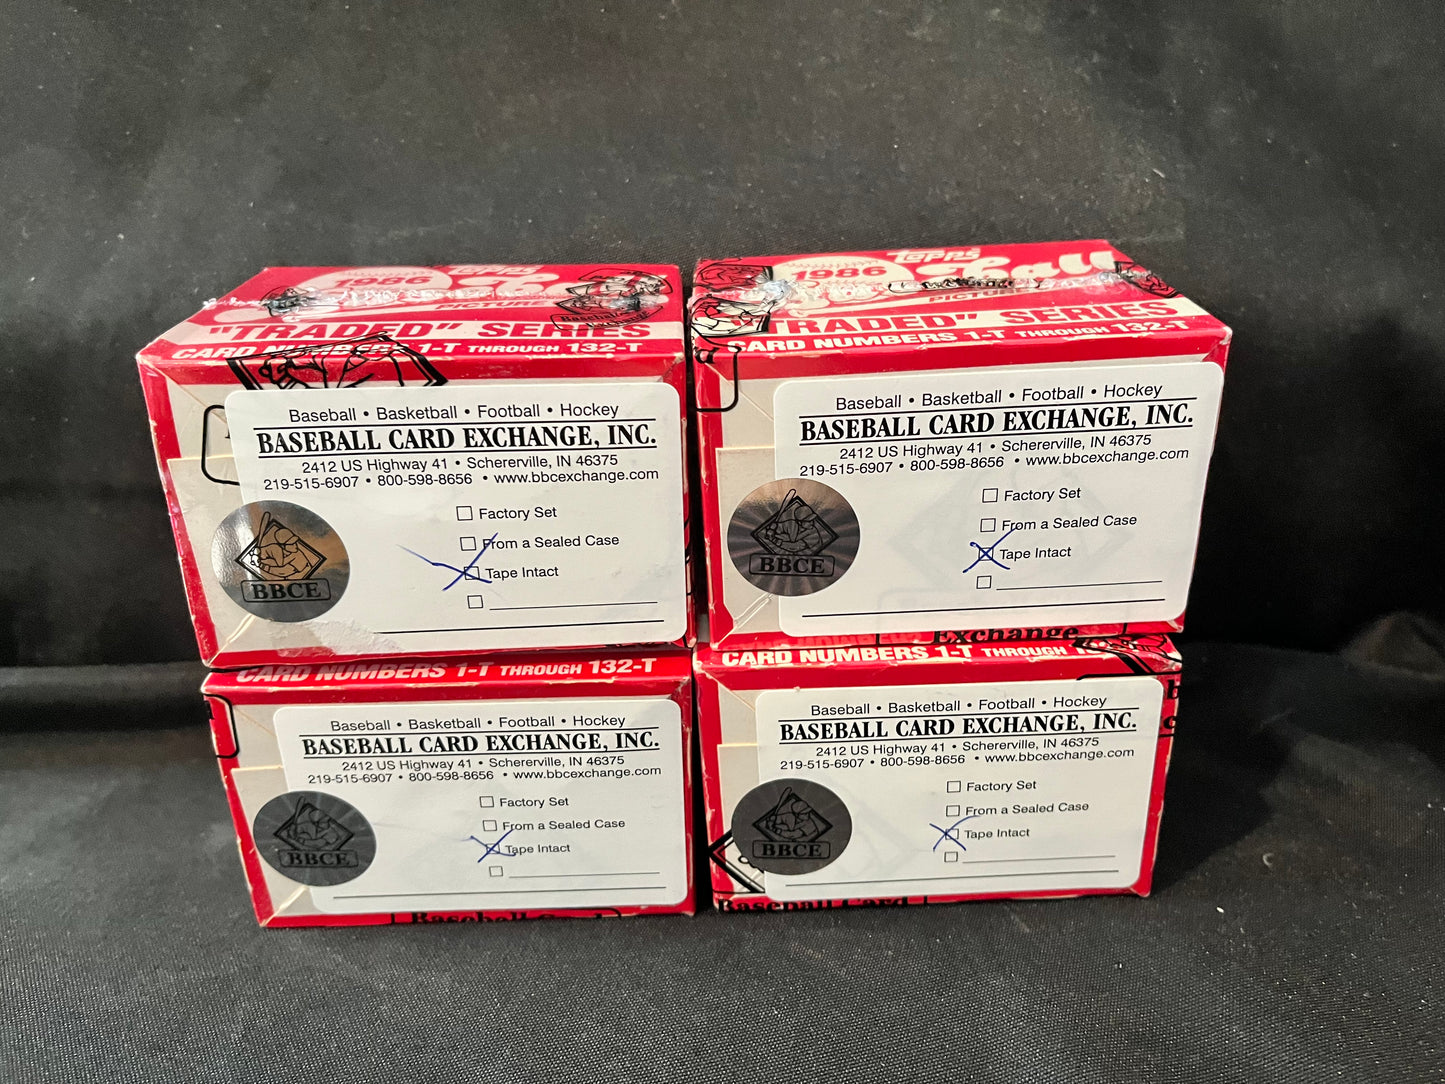 Topps
1986
"TRADED" SERIES
CARD NUMBERS 1-T THROUGH 132-T
Baseball • Basketball • Football • Hockey
BASEBALL CARD EXCHANGE, INC.
2412 US Highway 41 • Schererville, IN 46375
219-515-6907 • 800-598-8656 • www.bbcexchange.com
Factory Set
From a Sealed Case
Tape Intact
BBCE
Topps
1986
"TRADED" SERIES
CARD NUMBERS 1-T THROUGH 132-T
Baseball • Basketball • Football • Hockey
BASEBALL CARD EXCHANGE, INC.
2412 US Highway 41 • Schererville, IN 46375
219-515-6907 • 800-598-8656 • www.bbcexchange.com
Factory Set
From a Sealed Case
Tape Intact
BBCE
Exchange
CARD NUMBERS 1-T THROUGH 132-T
Baseball • Basketball • Football • Hockey
BASEBALL CARD EXCHANGE, INC.
2412 US Highway 41 • Schererville, IN 46375
219-515-6907 • 800-598-8656 • www.bbcexchange.com
Factory Set
From a Sealed Case
Tape Intact
BBCE
Baseball Card
CARD NUMBERS 1-T THROUGH
Baseball • Basketball • Football • Hockey
BASEBALL CARD EXCHANGE, INC.
2412 US Highway 41 • Schererville, IN 46375
219-515-6907 • 800-598-8656 • www.bbcexchange.com
Factory Set
From a Sealed Case
Tape Intact
BBCE
Baseball Card